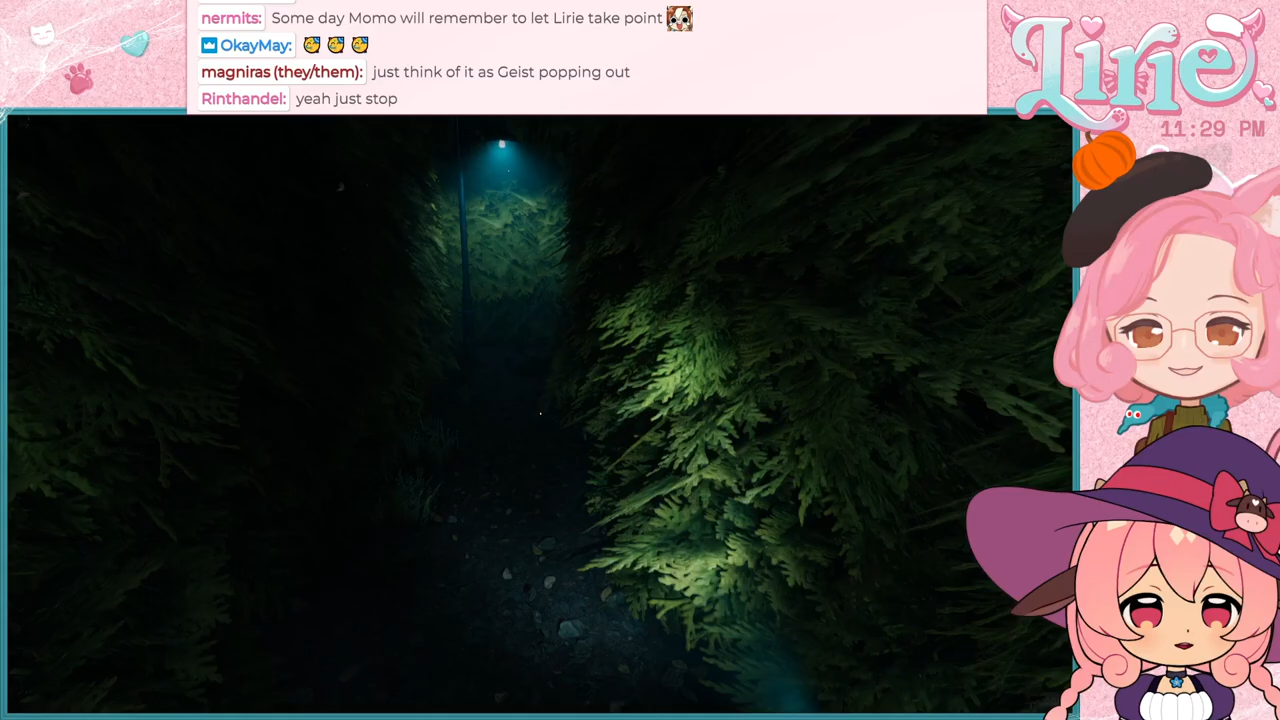 nermits: Some day Momo will remember to let Lirie take point
OkayMay:
magniras (they/them): just think of it as Geist popping out
Rinthandel: yeah just stop
Lirie
11:29 PM